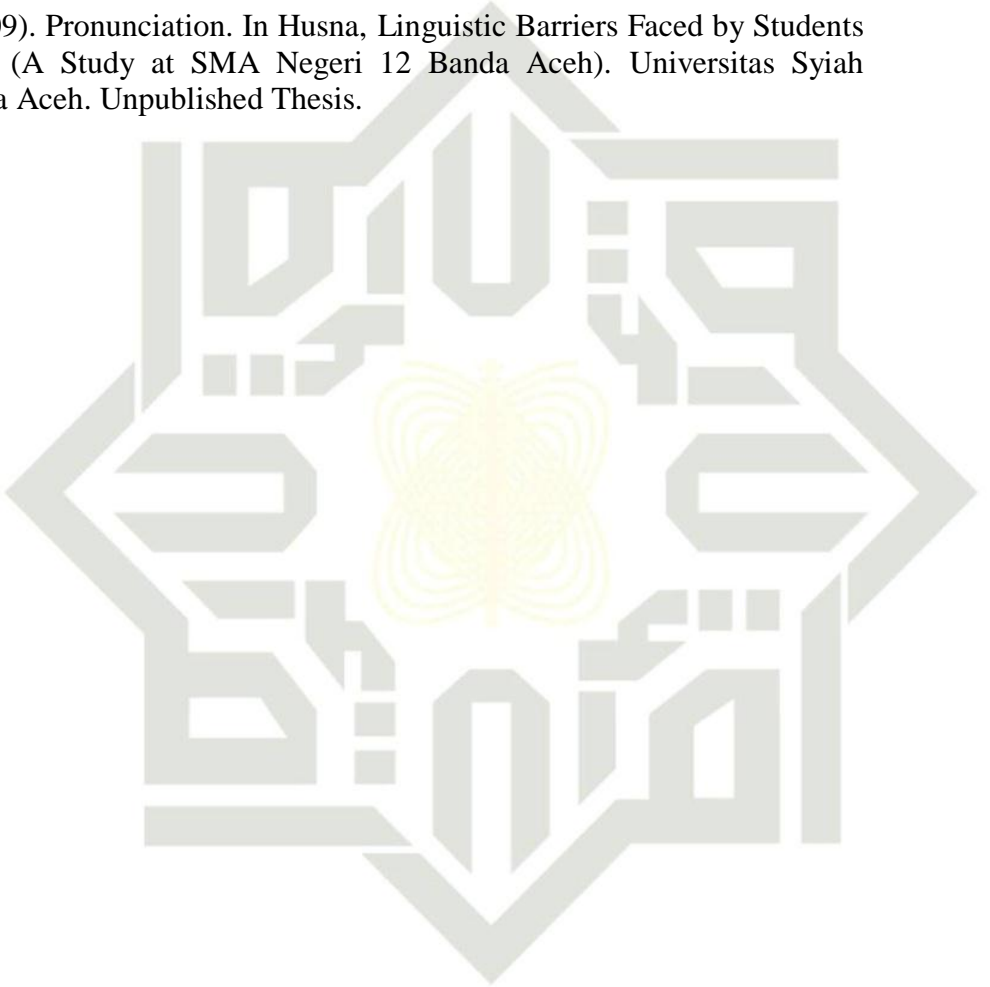 09). Pronunciation. In Husna, Linguistic Barriers Faced by Students
(A Study at SMA Negeri 12 Banda Aceh). Universitas Syiah
a Aceh. Unpublished Thesis.